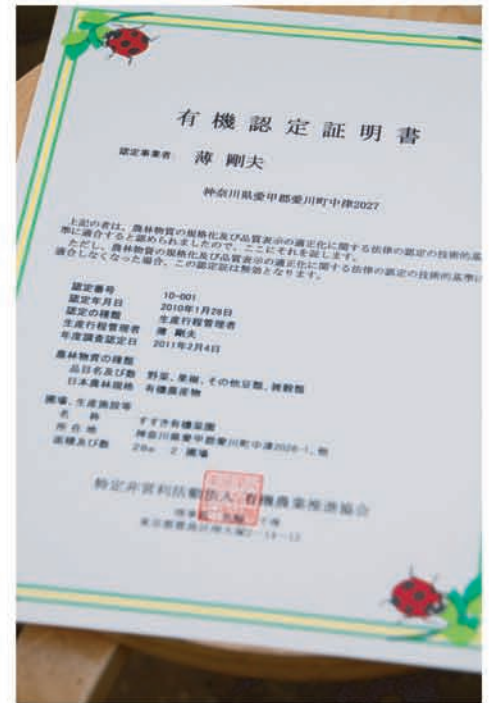 有機認定証明書
認定事業者 薄 剛夫
神奈川県愛甲郡愛川町中津2027
上記の者は、農林物質の規格化及び品質表示の適正化に関する法律の認定の技術的基
準に適合すると認められましたので、ここにそれを証します。
ただし、農林物質の規格化及び品質表示の適正化に関する法律の認定の技術的基準に
適合しなくなった場合、この認定証は無効となります。
認定番号 10-001
認定年月日 2010年1月28日
認定の種類 生産行程管理者
生産行程管理者 薄 剛夫
年度調査認定日 2011年2月4日
農林物質の種類
品目名及び数 野菜、果樹、その他豆類、雑穀類
日本農林規格 有機農産物
圃場、生産施設等
名 称 すすき有機菜園
所在地 神奈川県愛甲郡愛川町中津2028-1、他
面積及び数 28a 2 圃場
特定非営利活動法人 有機農業推進協会